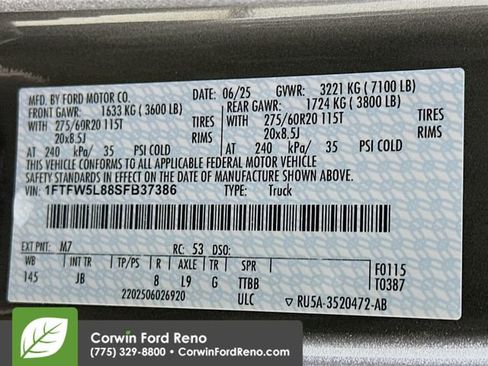 MFD. BY FORD MOTOR CO. 06/25 GVWR: 3221 KG ( 7100 LB)
FRONT GAWR: REAR GAWR:
1633 KG ( 3600 LB) 1724 KG ( 3800 LB)
WITH 275/60R20 115T TIRES WITH 275/60R20 115T TIRES
20x8.5J RIMS 20x8.5J RIMS
AT 240 kPa/ 35 PSI COLD AT 240 kPa/ 35 PSI COLD
THIS VEHICLE CONFORMS TO ALL APPLICABLE FEDERAL MOTOR VEHICLE
SAFETY STANDARDS IN EFFECT ON THE DATE OF MANUFACTURE SHOWN ABOVE.
VIN: 1FTFW5L88SFB37386 TYPE: Truck
EXT PNT: M7 RC: 53 DSO:
WB INT TR TP/PS R AXLE TR SPR F0115
145 JB 8 L9 G TTBB T0387
2202506026920 ULC ▽ RU5A-3520472-AB
Corwin Ford Reno
(775) 329-8800 • CorwinFordReno.com